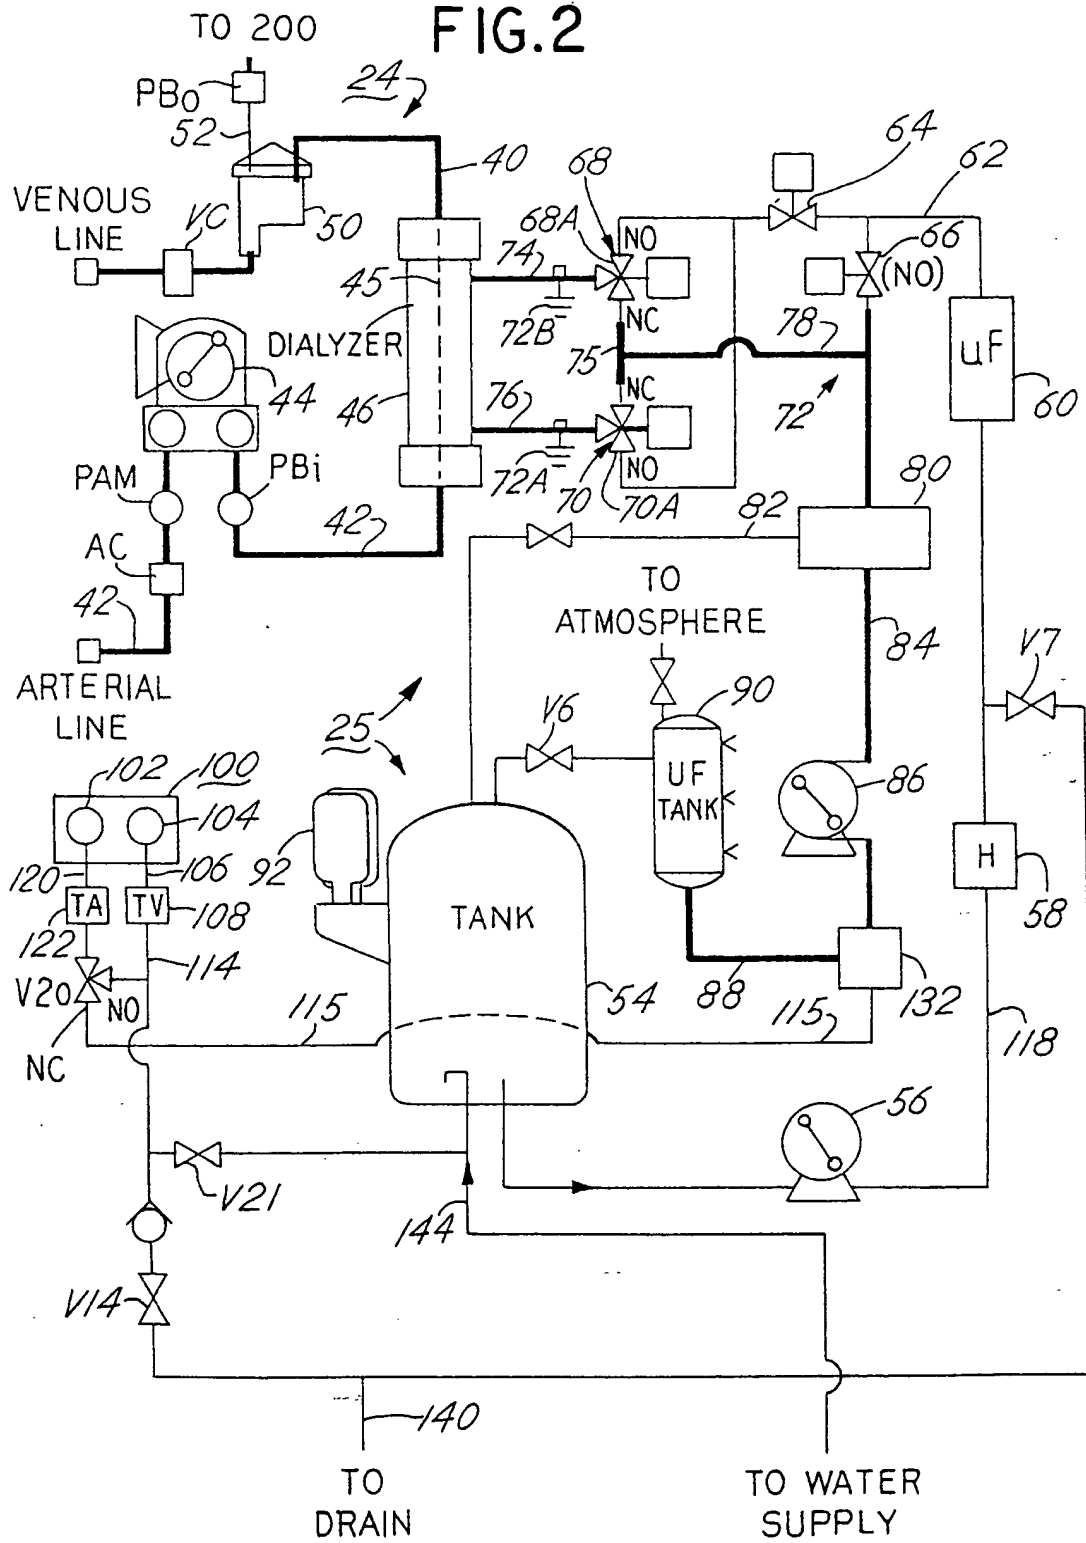 FIG.2
TO 200
PBo
52
24
40
VENOUS
LINE
VC
50
68
68A
NO
64
62
66
(NO)
74
72B
NC
75
78
72
uF
60
45
DIALYZER
46
44
76
72A
NC
NO
70
70A
PAM
PBi
AC
42
42
ARTERIAL
LINE
82
80
84
TO
ATMOSPHERE
V7
25
V6
90
UF
TANK
86
102
100
104
120
106
TA
TV
108
122
114
V20
NO
NC
92
TANK
54
88
132
H
58
115
115
118
56
V21
144
V14
140
TO
DRAIN
TO WATER
SUPPLY